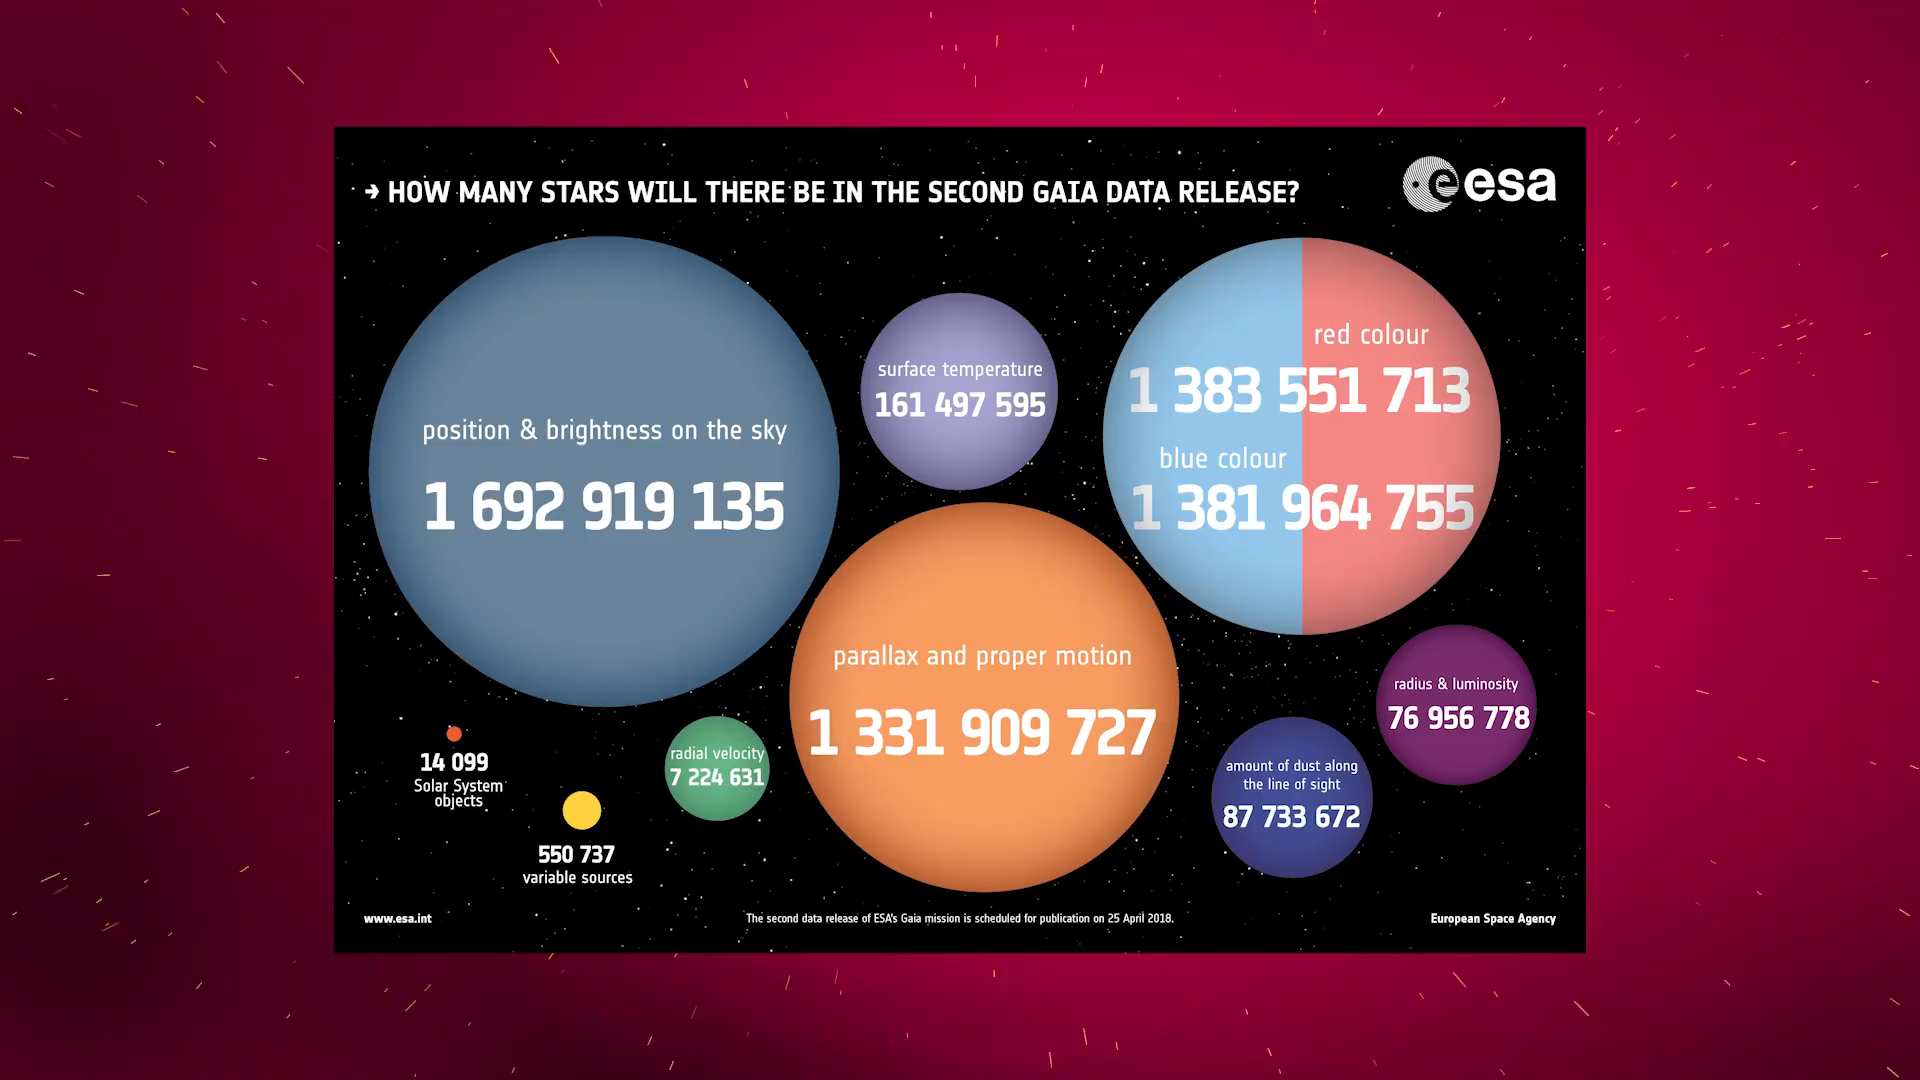 → HOW MANY STARS WILL THERE BE IN THE SECOND GAIA DATA RELEASE?
esa
position & brightness on the sky
1 692 919 135
surface temperature
161 497 595
red colour
1 383 551 713
blue colour
1 381 964 755
parallax and proper motion
1 331 909 727
radius & luminosity
76 956 778
amount of dust along
the line of sight
87 733 672
radial velocity
7 224 631
14 099
Solar System
objects
550 737
variable sources
www.esa.int
The second data release of ESA's Gaia mission is scheduled for publication on 25 April 2018.
European Space Agency